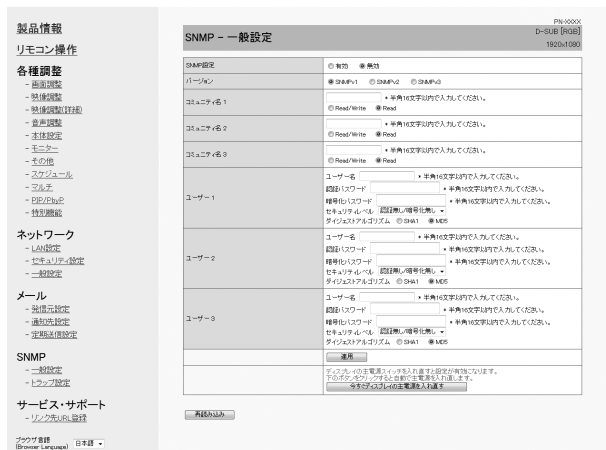 製品情報
リモコン操作
各種調整
- 画面調整
- 映像調整
- 映像調整(詳細)
- 音声調整
- 本体設定
- モニター
- その他
- スケジュール
- マルチ
- PIP/PbyP
- 特別機能
ネットワーク
- LAN設定
- セキュリティ設定
- 一般設定
メール
- 発信元設定
- 通知先設定
- 定期送信設定
SNMP
- 一般設定
- トラップ設定
サービス・サポート
- リンク先URL登録
ブラウザ言語
(Browser Language) 日本語
PN-XXXX
SNMP - 一般設定 D-SUB [RGB]
1920x1080
SNMP設定 有効 無効
バージョン SNMPv1 SNMPv2 SNMPv3
コミュニティ名 1 * 半角16文字以内で入力してください。
Read/Write Read
コミュニティ名 2 * 半角16文字以内で入力してください。
Read/Write Read
コミュニティ名 3 * 半角16文字以内で入力してください。
Read/Write Read
ユーザー 1
ユーザー名 * 半角16文字以内で入力してください。
認証パスワード * 半角16文字以内で入力してください。
暗号化パスワード * 半角16文字以内で入力してください。
セキュリティレベル 認証無し/暗号化無し
ダイジェストアルゴリズム SHA1 MD5
ユーザー 2
ユーザー名 * 半角16文字以内で入力してください。
認証パスワード * 半角16文字以内で入力してください。
暗号化パスワード * 半角16文字以内で入力してください。
セキュリティレベル 認証無し/暗号化無し
ダイジェストアルゴリズム SHA1 MD5
ユーザー 3
ユーザー名 * 半角16文字以内で入力してください。
認証パスワード * 半角16文字以内で入力してください。
暗号化パスワード * 半角16文字以内で入力してください。
セキュリティレベル 認証無し/暗号化無し
ダイジェストアルゴリズム SHA1 MD5
適用
ディスプレイの主電源スイッチを入れ直すと設定が有効になります。
下のボタンをクリックすると自動で主電源を入れ直します。
今すぐディスプレイの主電源を入れ直す
再読み込み